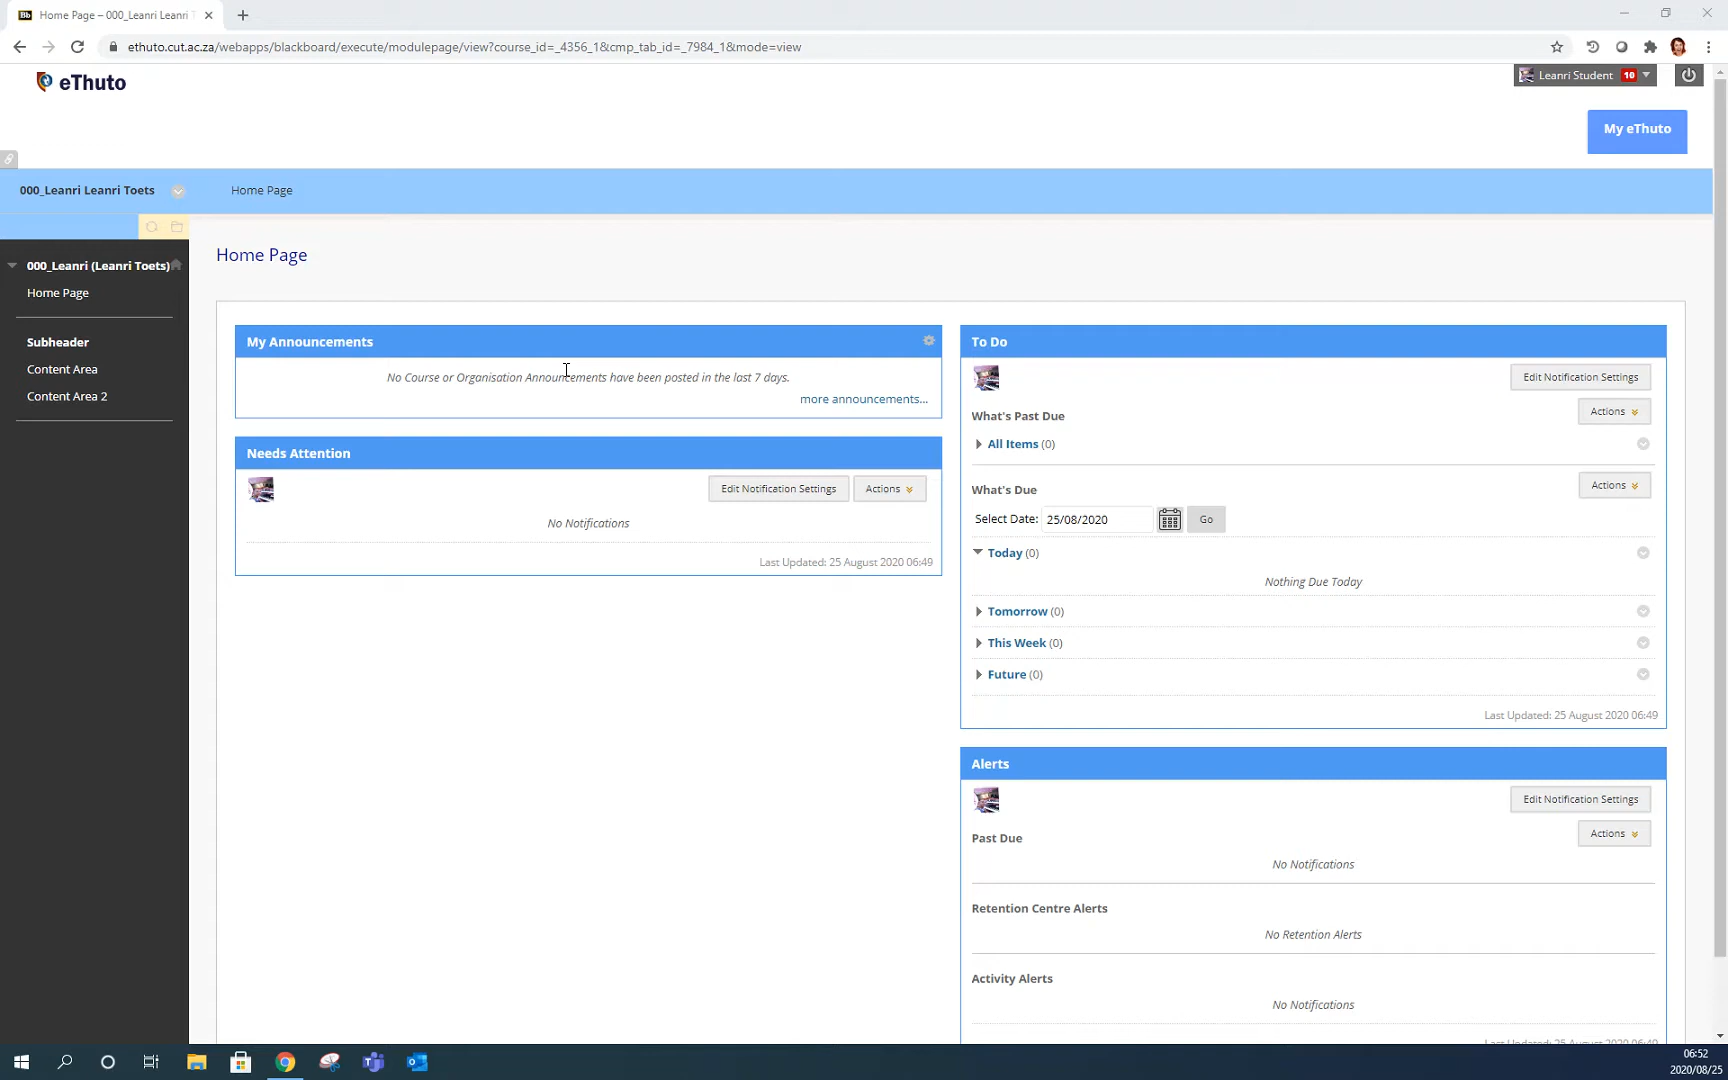 Home Page – 000_Leanri Leanri T
ethuto.cut.ac.za/webapps/blackboard/execute/modulepage/view?course_id=_4356_1&cmp_tab_id=_7984_1&mode=view
eThuto
Leanri Student 10
My eThuto
000_Leanri Leanri Toets
Home Page
000_Leanri (Leanri Toets)
Home Page
Subheader
Content Area
Content Area 2
Home Page
My Announcements
No Course or Organisation Announcements have been posted in the last 7 days.
more announcements...
Needs Attention
Edit Notification Settings
Actions
No Notifications
Last Updated: 25 August 2020 06:49
To Do
Edit Notification Settings
What's Past Due
Actions
All Items (0)
What's Due
Actions
Select Date: 25/08/2020 Go
Today (0)
Nothing Due Today
Tomorrow (0)
This Week (0)
Future (0)
Last Updated: 25 August 2020 06:49
Alerts
Edit Notification Settings
Past Due
Actions
No Notifications
Retention Centre Alerts
No Retention Alerts
Activity Alerts
No Notifications
06:52
2020/08/25